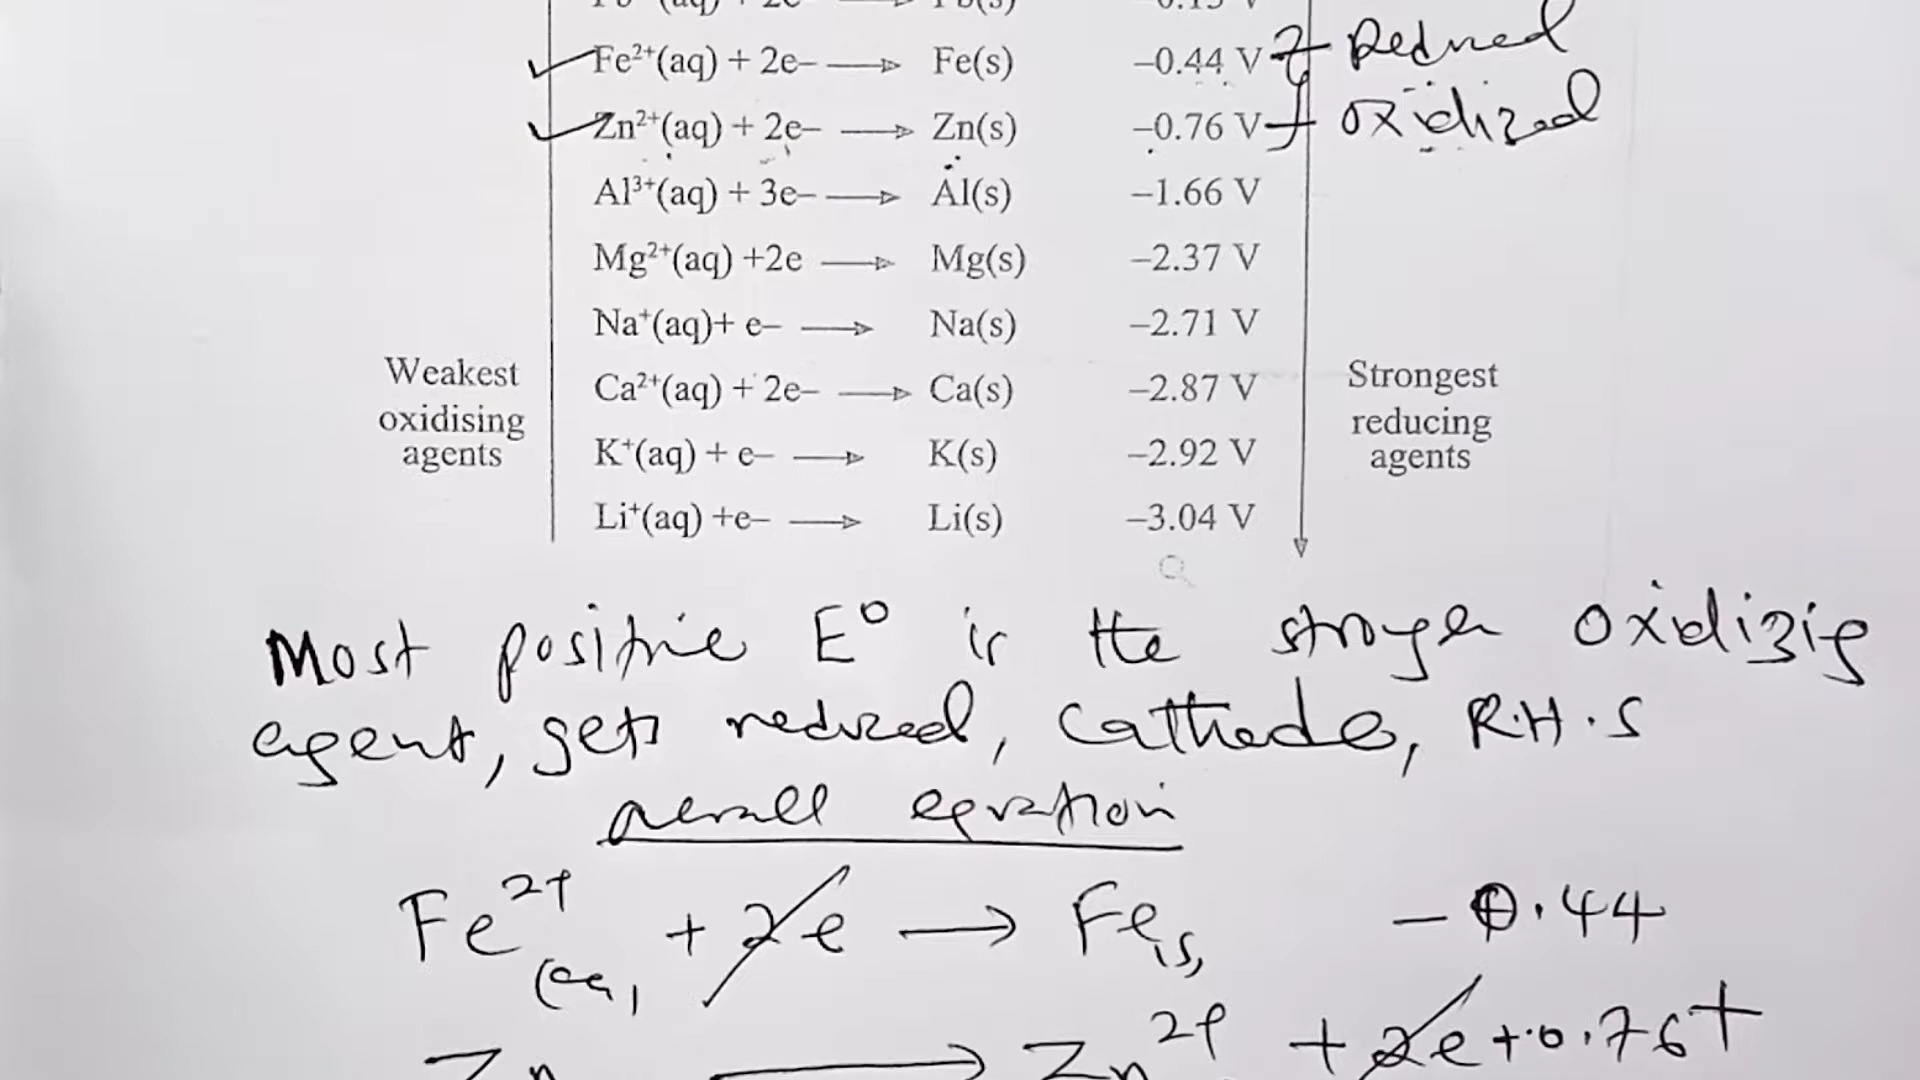 Fe²⁺(aq) + 2e– → Fe(s) –0.44 V Reduced
Zn²⁺(aq) + 2e– → Zn(s) –0.76 V oxidized
Al³⁺(aq) + 3e– → Al(s) –1.66 V
Mg²⁺(aq) +2e → Mg(s) –2.37 V
Na⁺(aq)+ e– → Na(s) –2.71 V
Ca²⁺(aq) + 2e– → Ca(s) –2.87 V
K⁺(aq) + e– → K(s) –2.92 V
Li⁺(aq) +e– → Li(s) –3.04 V
Weakest
oxidising
agents
Strongest
reducing
agents
Most positive E⁰ is the stronger oxidizig
agent, gets reduced, Cathode, R.H.S
overall equation
Fe²⁺(aq) + 2e → Fe(s) – 0.44
Zn → Zn²⁺ + 2e +0.76 +